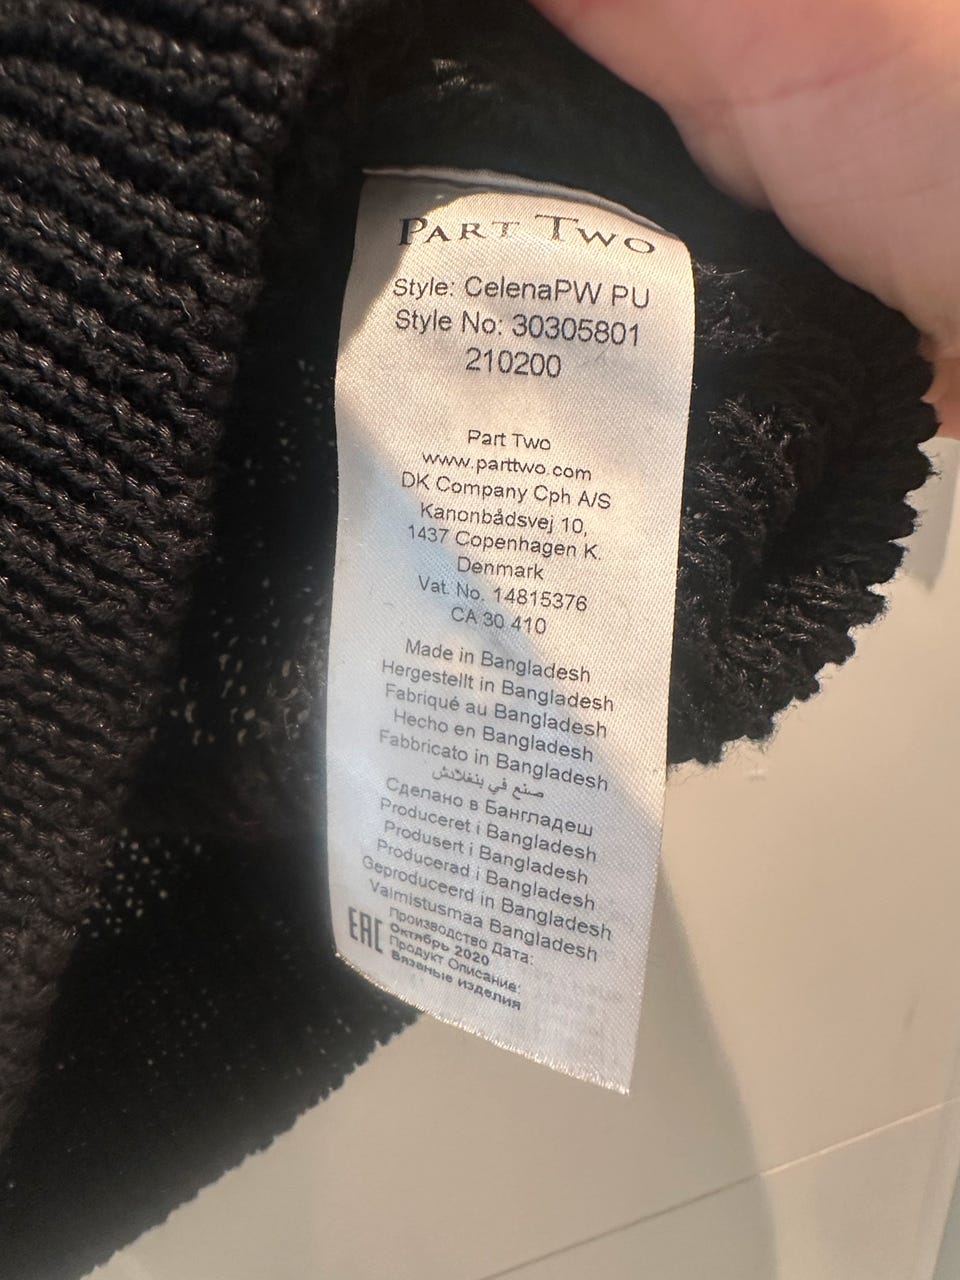 PART TWO
Style: CelenaPW PU
Style No: 30305801
210200
Part Two
www.parttwo.com
DK Company Cph A/S
Kanonbådsvej 10,
1437 Copenhagen K.
Denmark
Vat. No. 14815376
CA 30 410
Made in Bangladesh
Hergestellt in Bangladesh
Fabriqué au Bangladesh
Hecho en Bangladesh
Fabbricato in Bangladesh
صنع في بنغلادش
Сделано в Бангладеш
Produceret i Bangladesh
Produsert i Bangladesh
Producerad i Bangladesh
Geproduceerd in Bangladesh
Valmistusmaa Bangladesh
EAC
Производство Дата:
Октябрь 2020
Продукт Описание:
Вязеные изделия